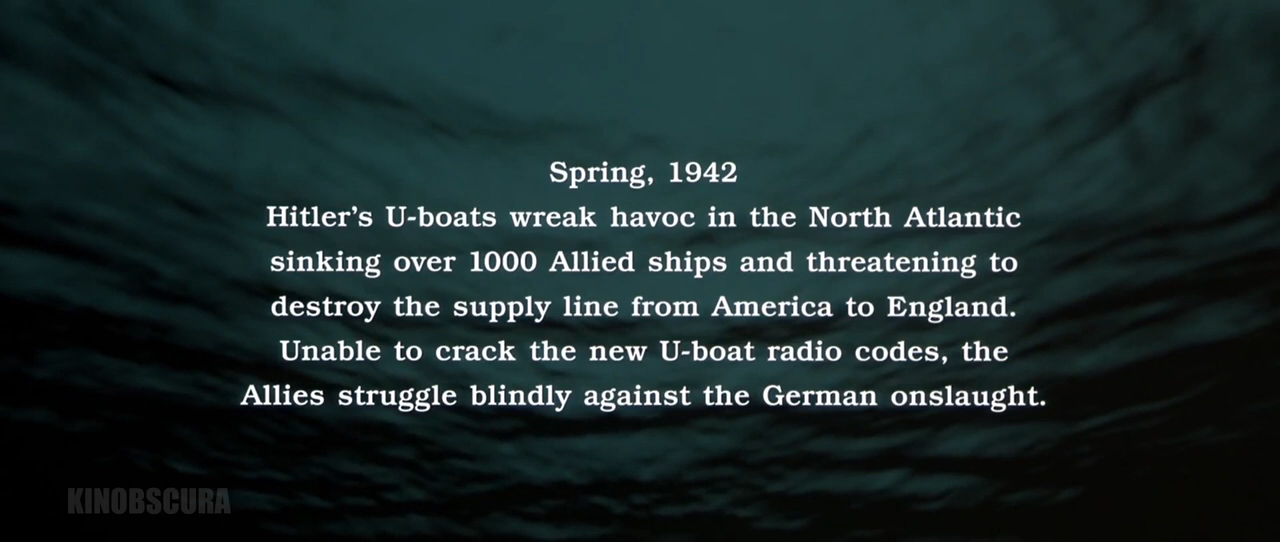 Spring, 1942
Hitler’s U-boats wreak havoc in the North Atlantic
sinking over 1000 Allied ships and threatening to
destroy the supply line from America to England.
Unable to crack the new U-boat radio codes, the
Allies struggle blindly against the German onslaught.
KINOBSCURA